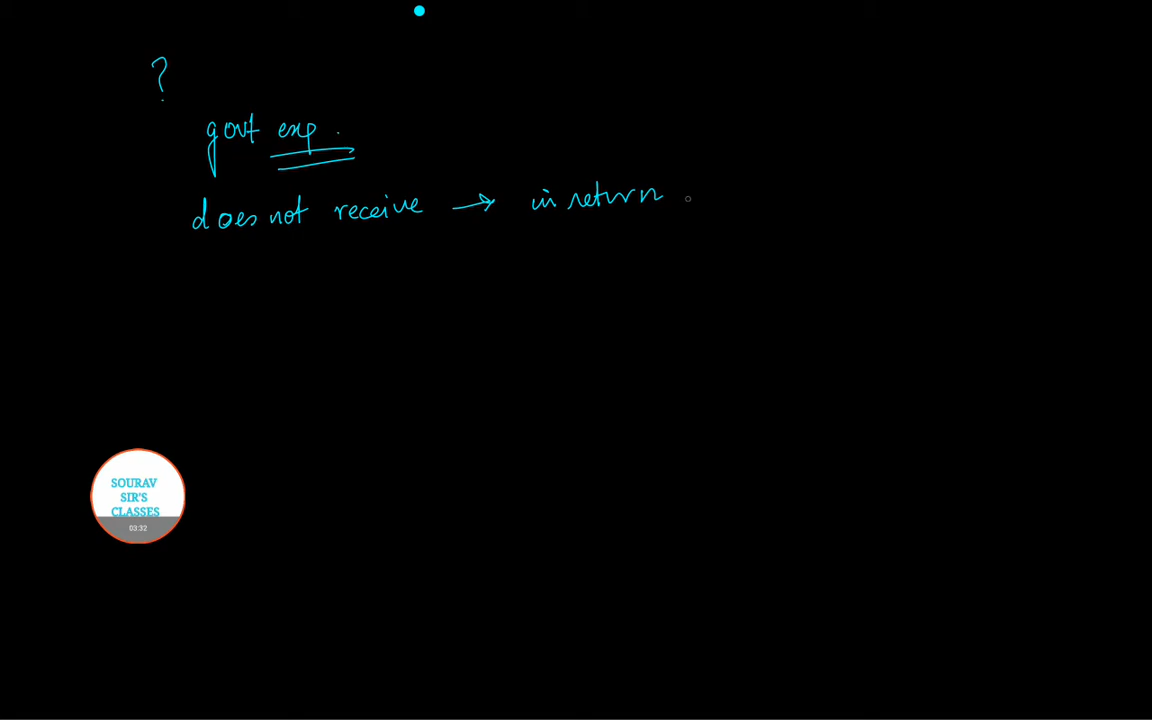 ?
govt exp.
does not receive → in return
SOURAV
SIR'S
CLASSES
03:32